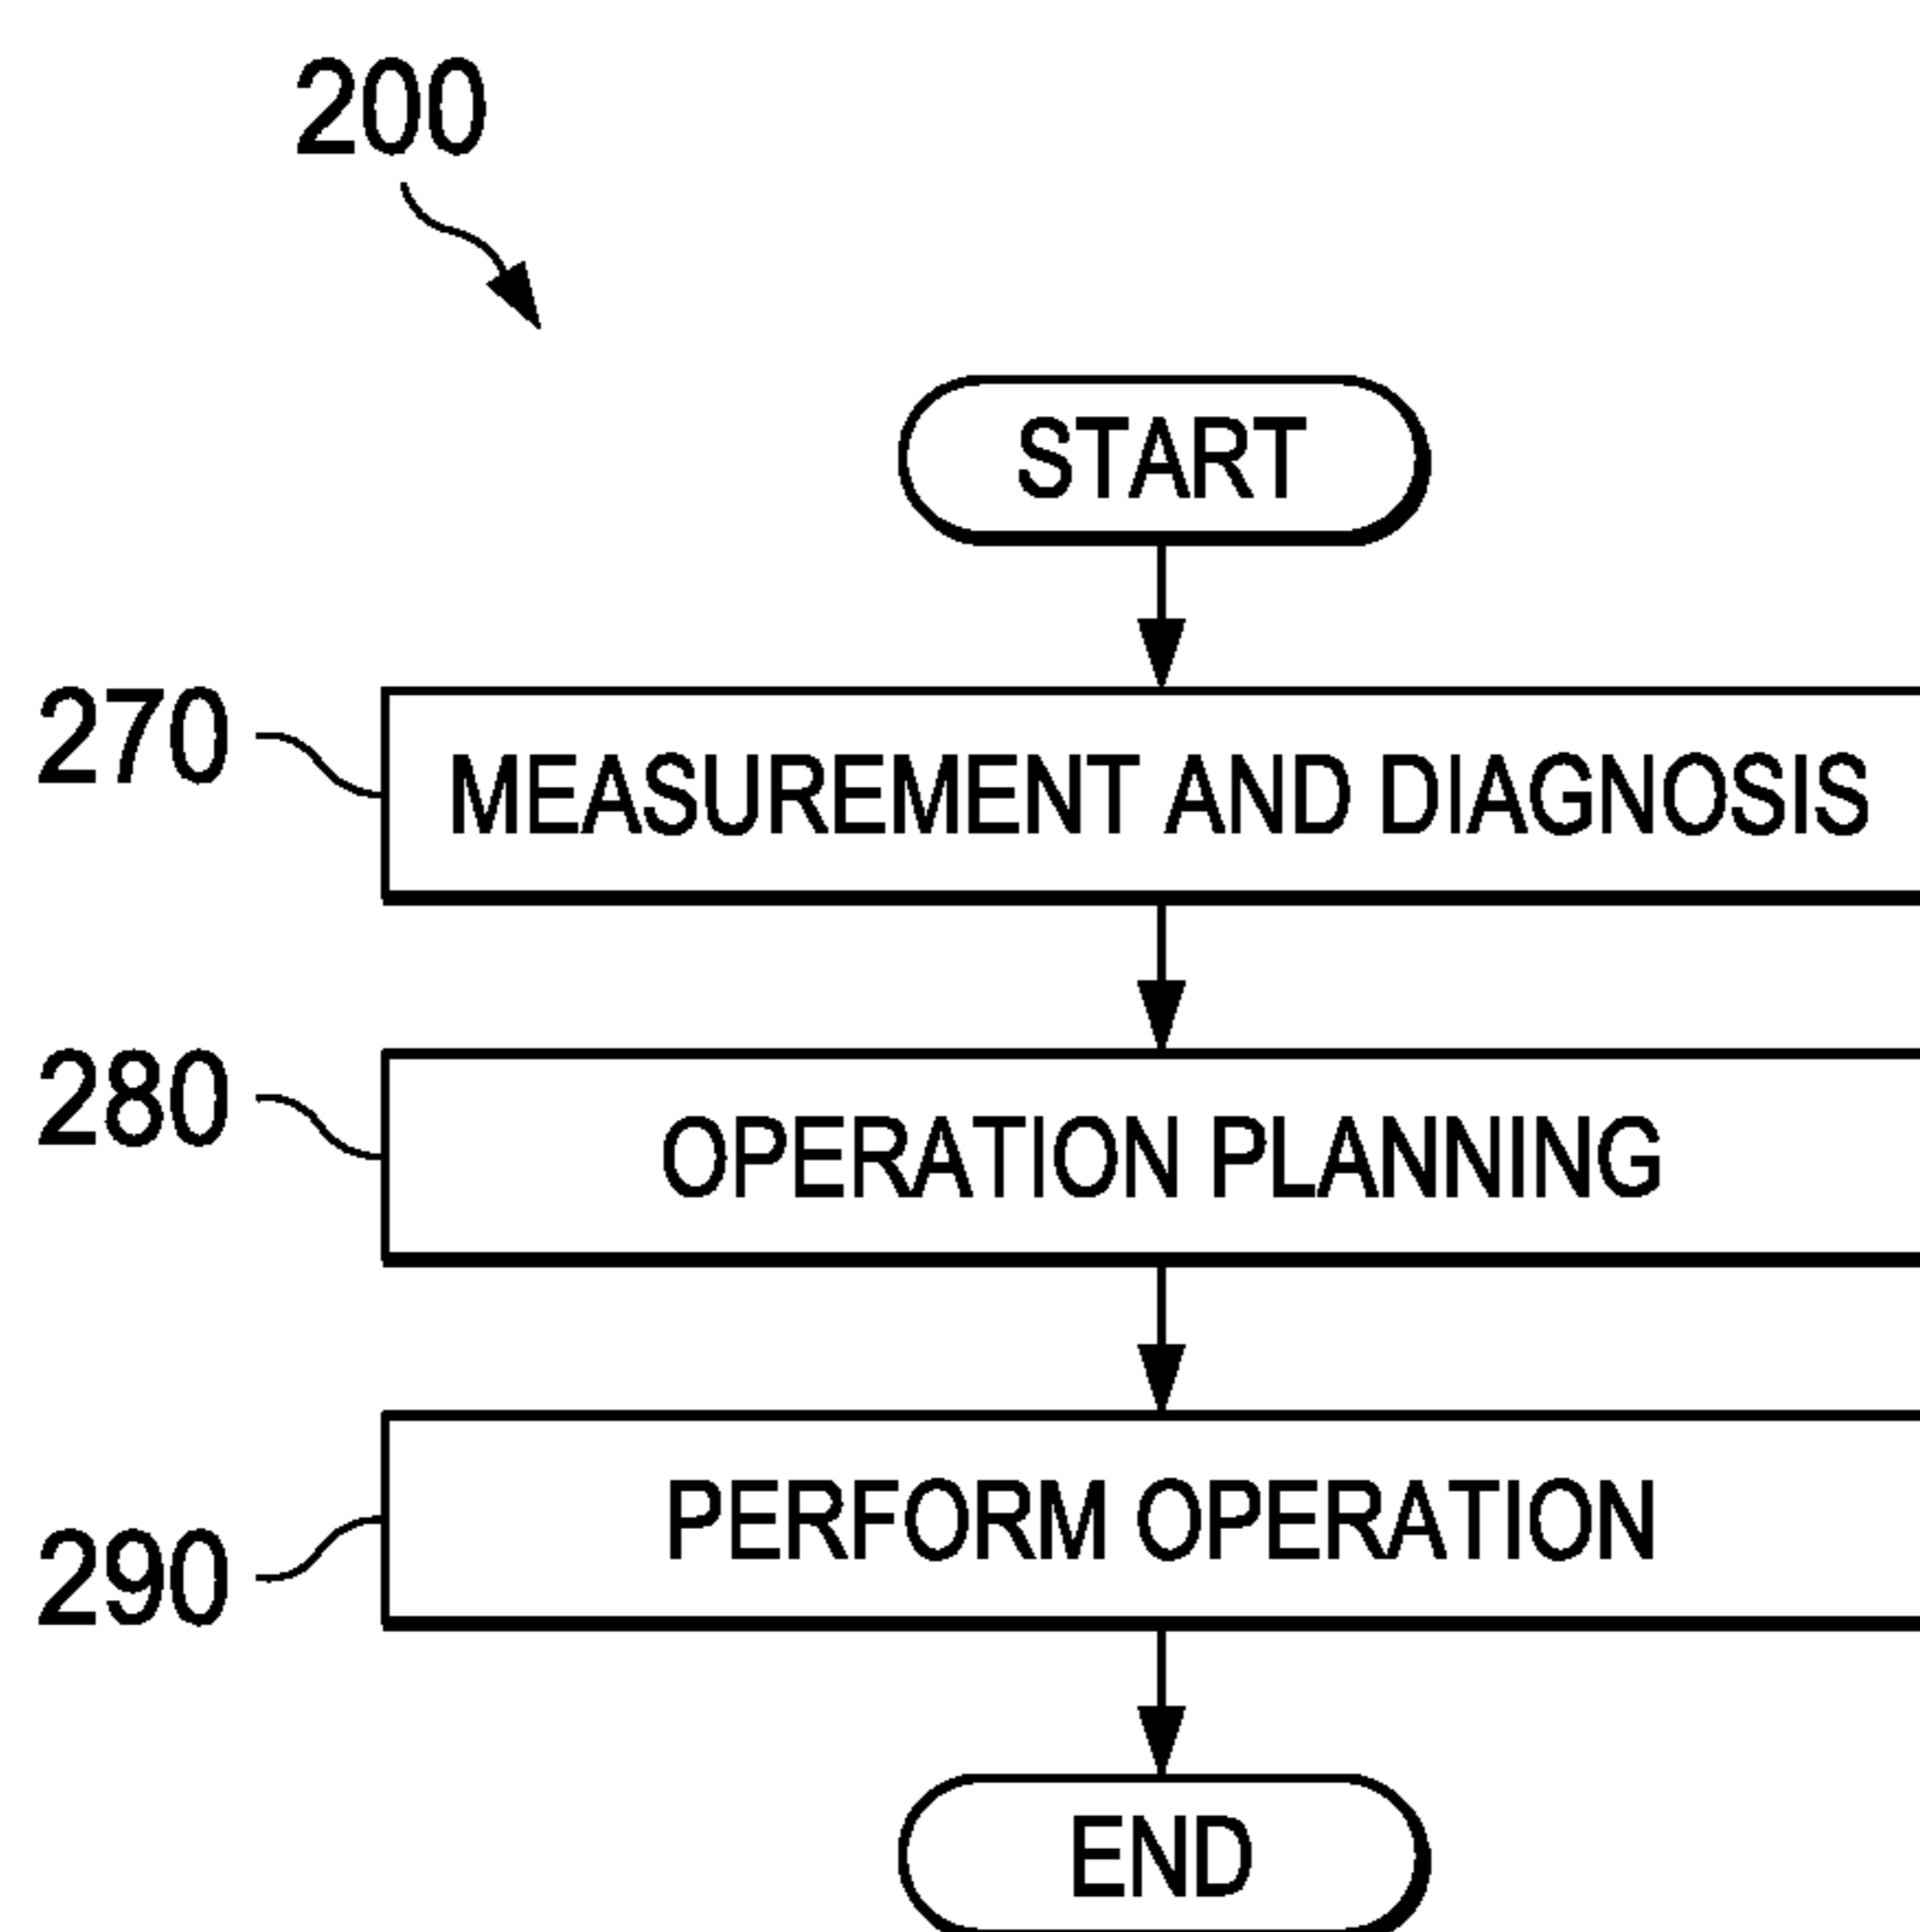 200
START
270
MEASUREMENT AND DIAGNOSIS
280
OPERATION PLANNING
290
PERFORM OPERATION
END